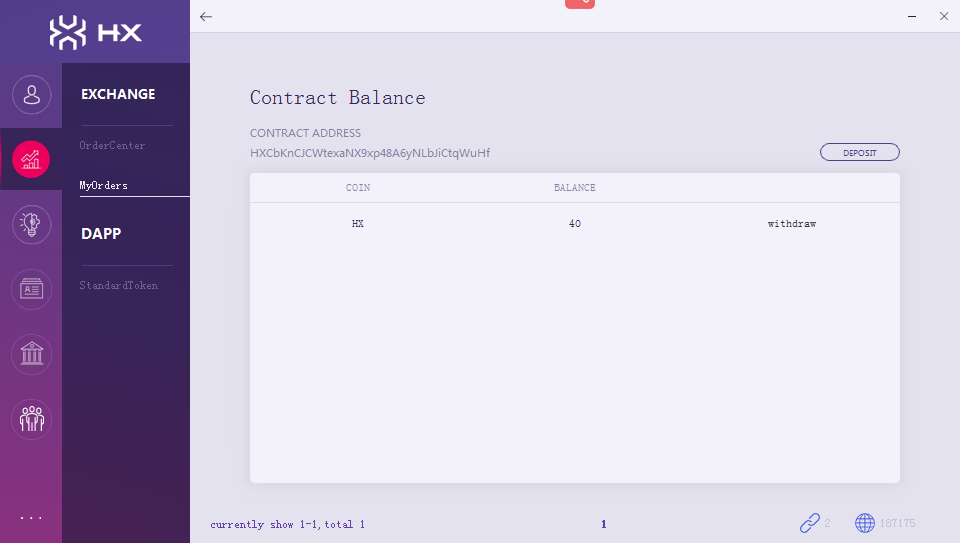 HX
EXCHANGE
OrderCenter
MyOrders
DAPP
StandardToken
...
Contract Balance
CONTRACT ADDRESS
HXCbKnCJCWtexaNX9xp48A6yNLbJiCtqWuHf
DEPOSIT
COIN BALANCE
HX 40 withdraw
currently show 1-1,total 1
1
2
187175